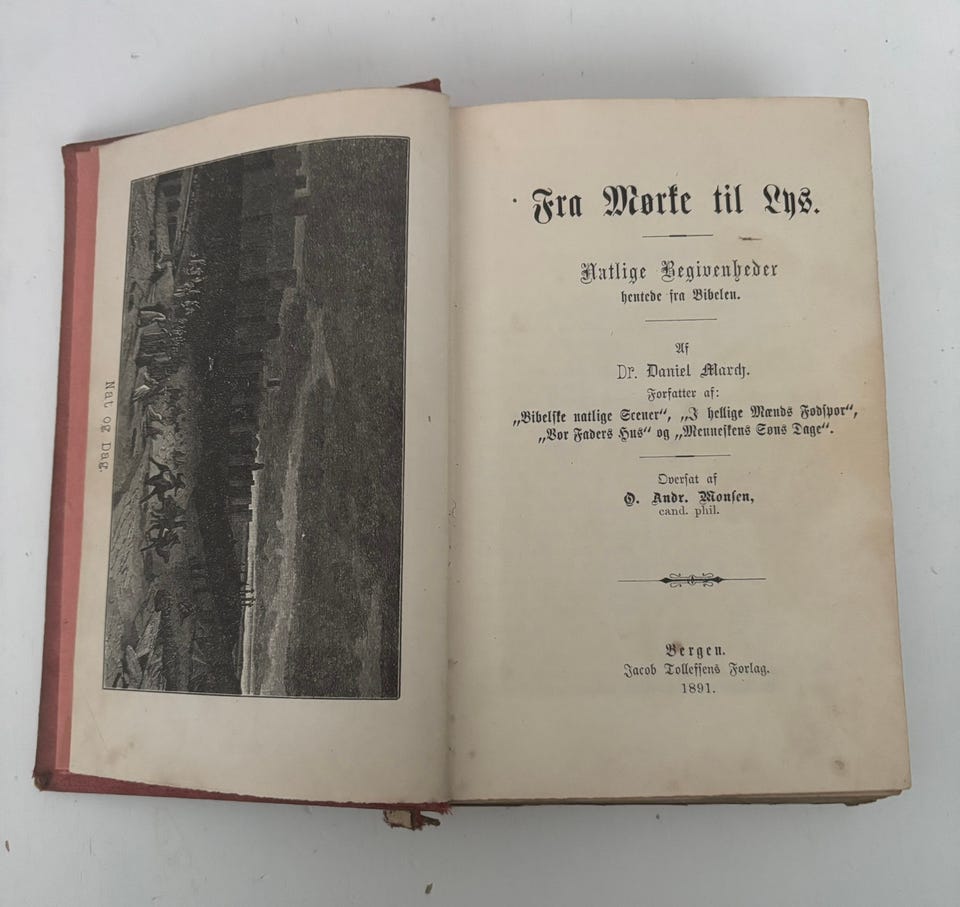 Nat og Dag.
Fra Mørke til Lys.
Natlige Begivenheder
hentede fra Bibelen.
Af
Dr. Daniel March.
Forfatter af:
„Bibelske natlige Scener“, „I hellige Mænds Fodspor“,
„Vor Faders Hus“ og „Menneskens Søns Dage“.
Oversat af
O. Andr. Monsen,
cand. phil.
Bergen.
Jacob Tollefsens Forlag.
1891.